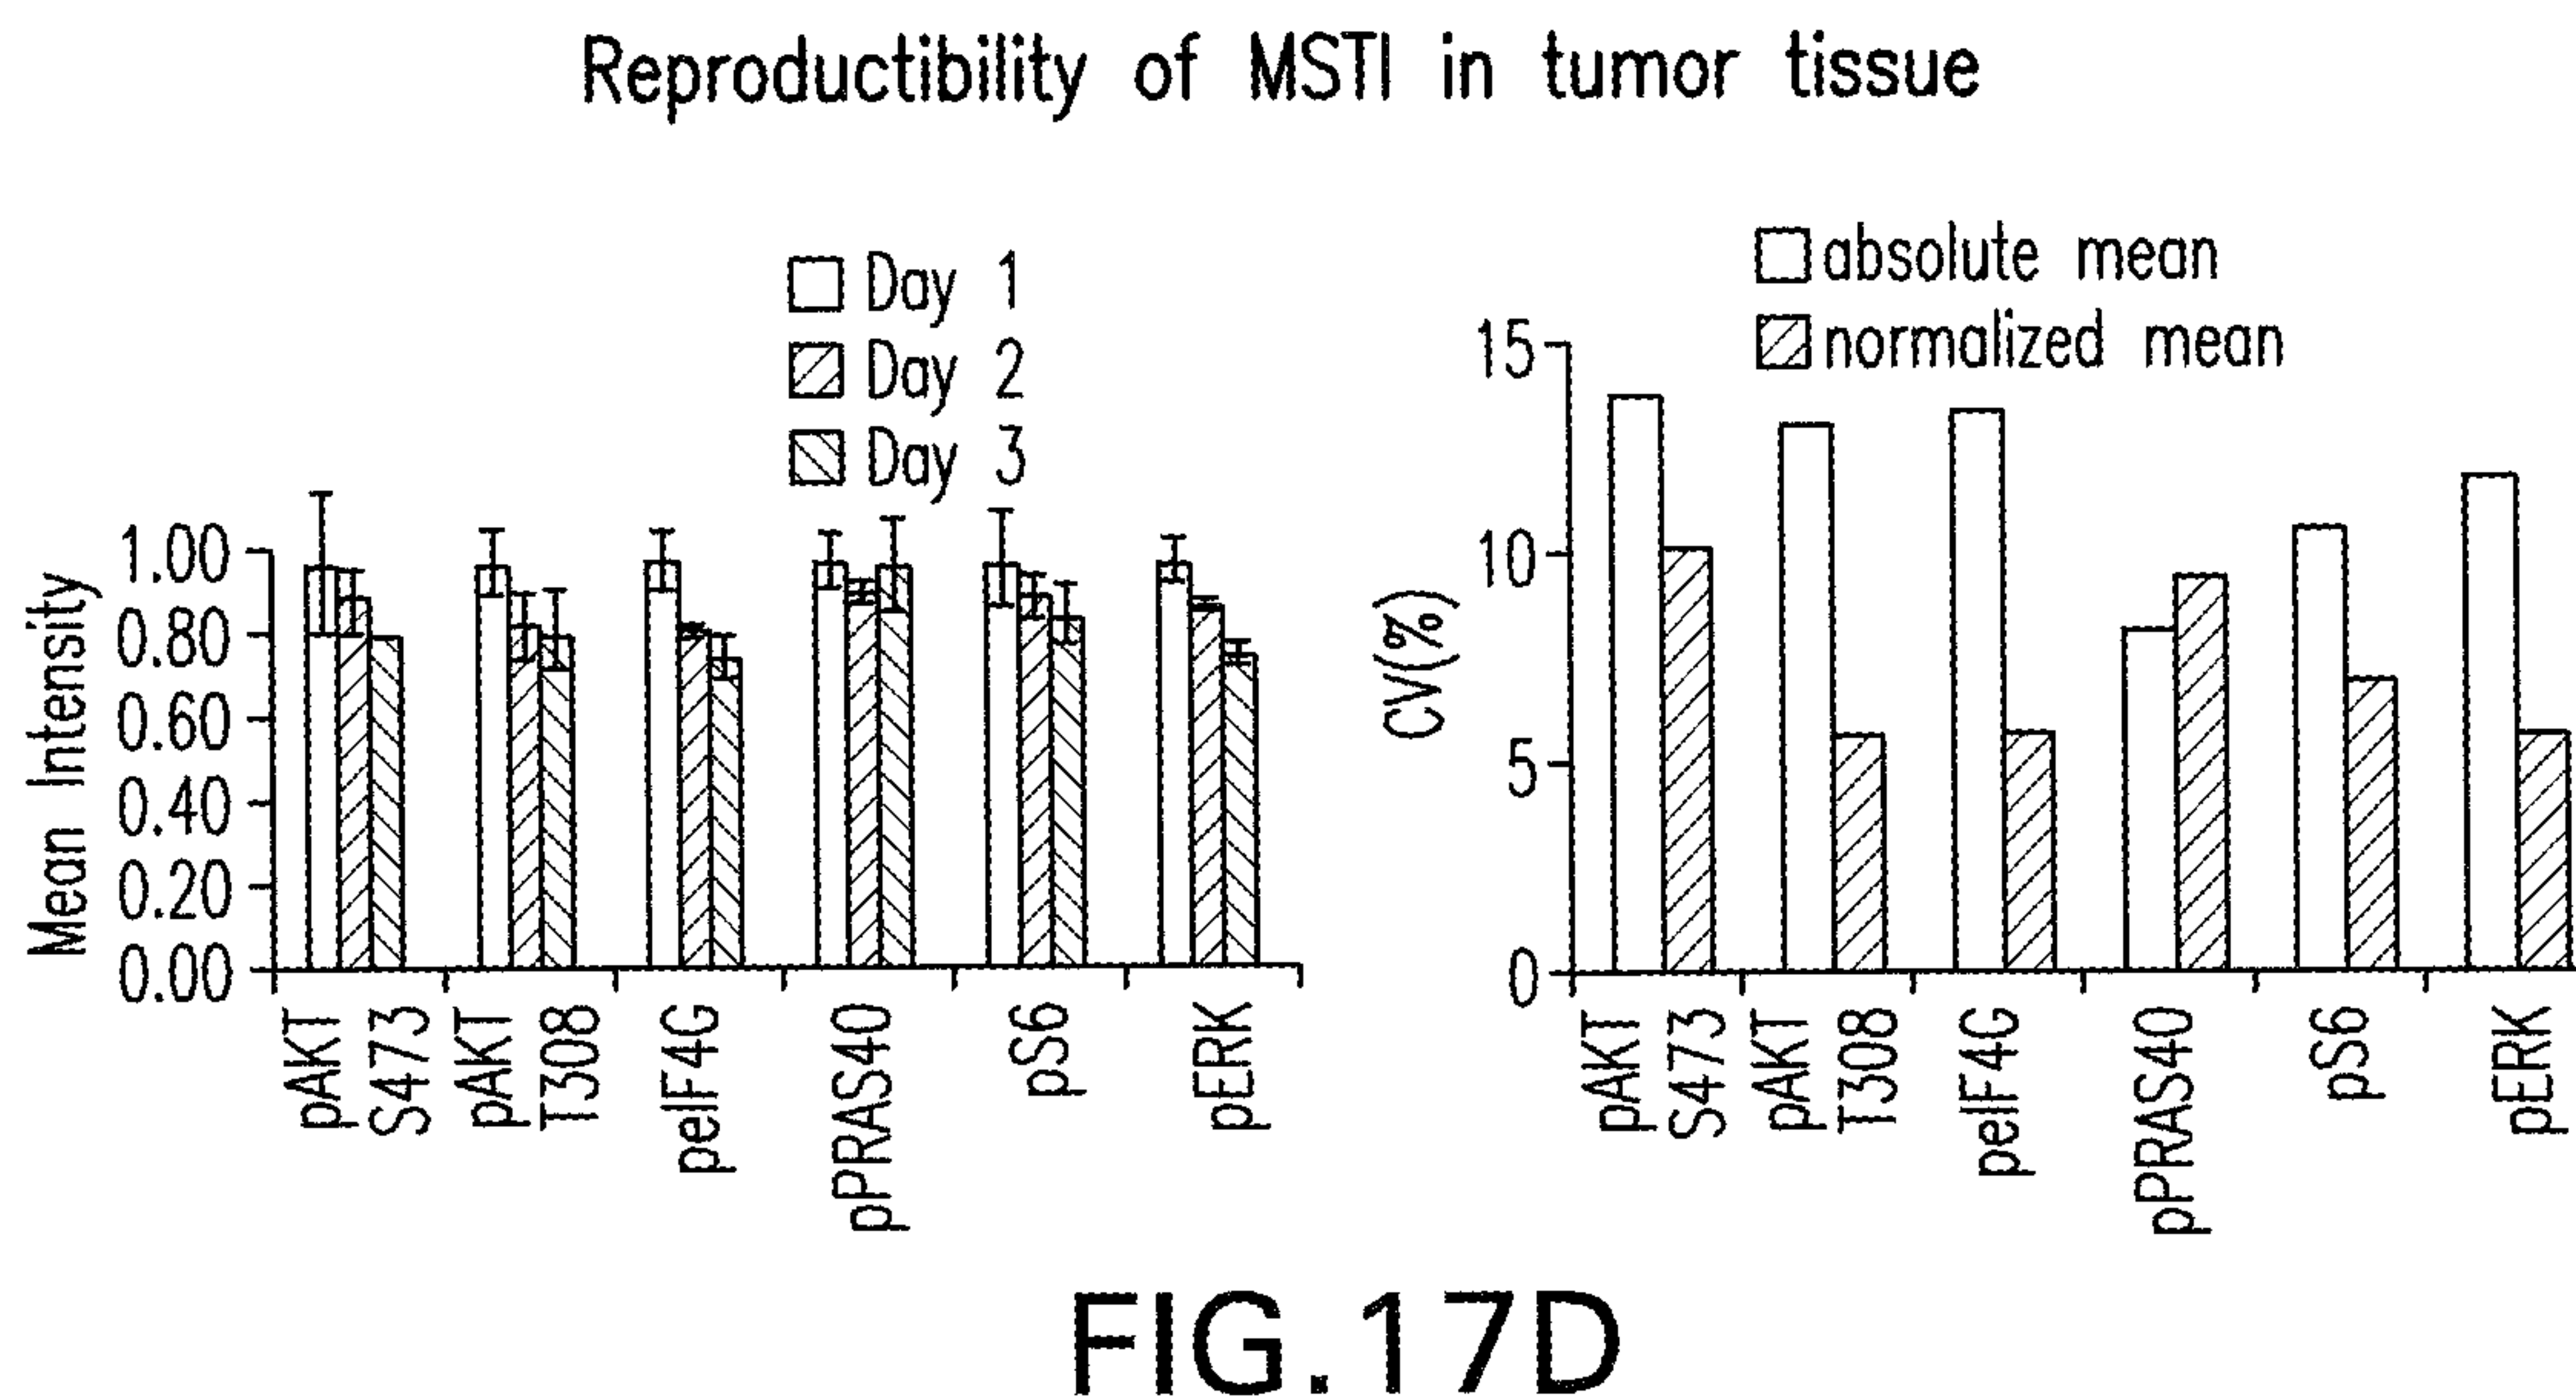 Reproductibility of MSTI in tumor tissue
Day 1
Day 2
Day 3
Mean Intensity
1.00
0.80
0.60
0.40
0.20
0.00
pAKT
S473
pAKT
T308
peIF4G
pPRAS40
pS6
pERK
absolute mean
normalized mean
CV(%)
15
10
5
0
pAKT
S473
pAKT
T308
peIF4G
pPRAS40
pS6
pERK
FIG.17D